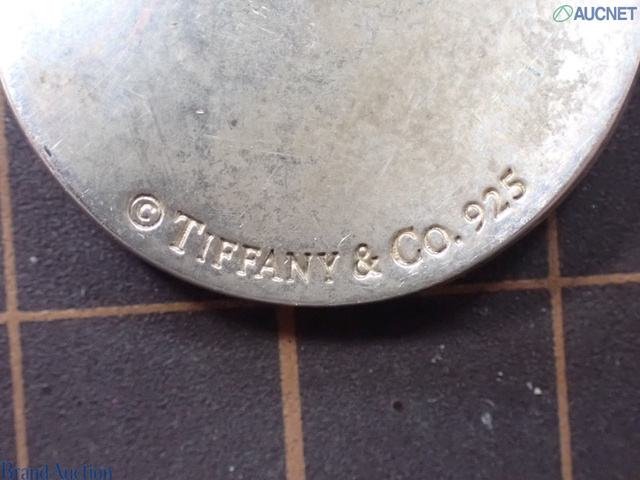 AUCNET
© TIFFANY & CO. 925
Brand Auction